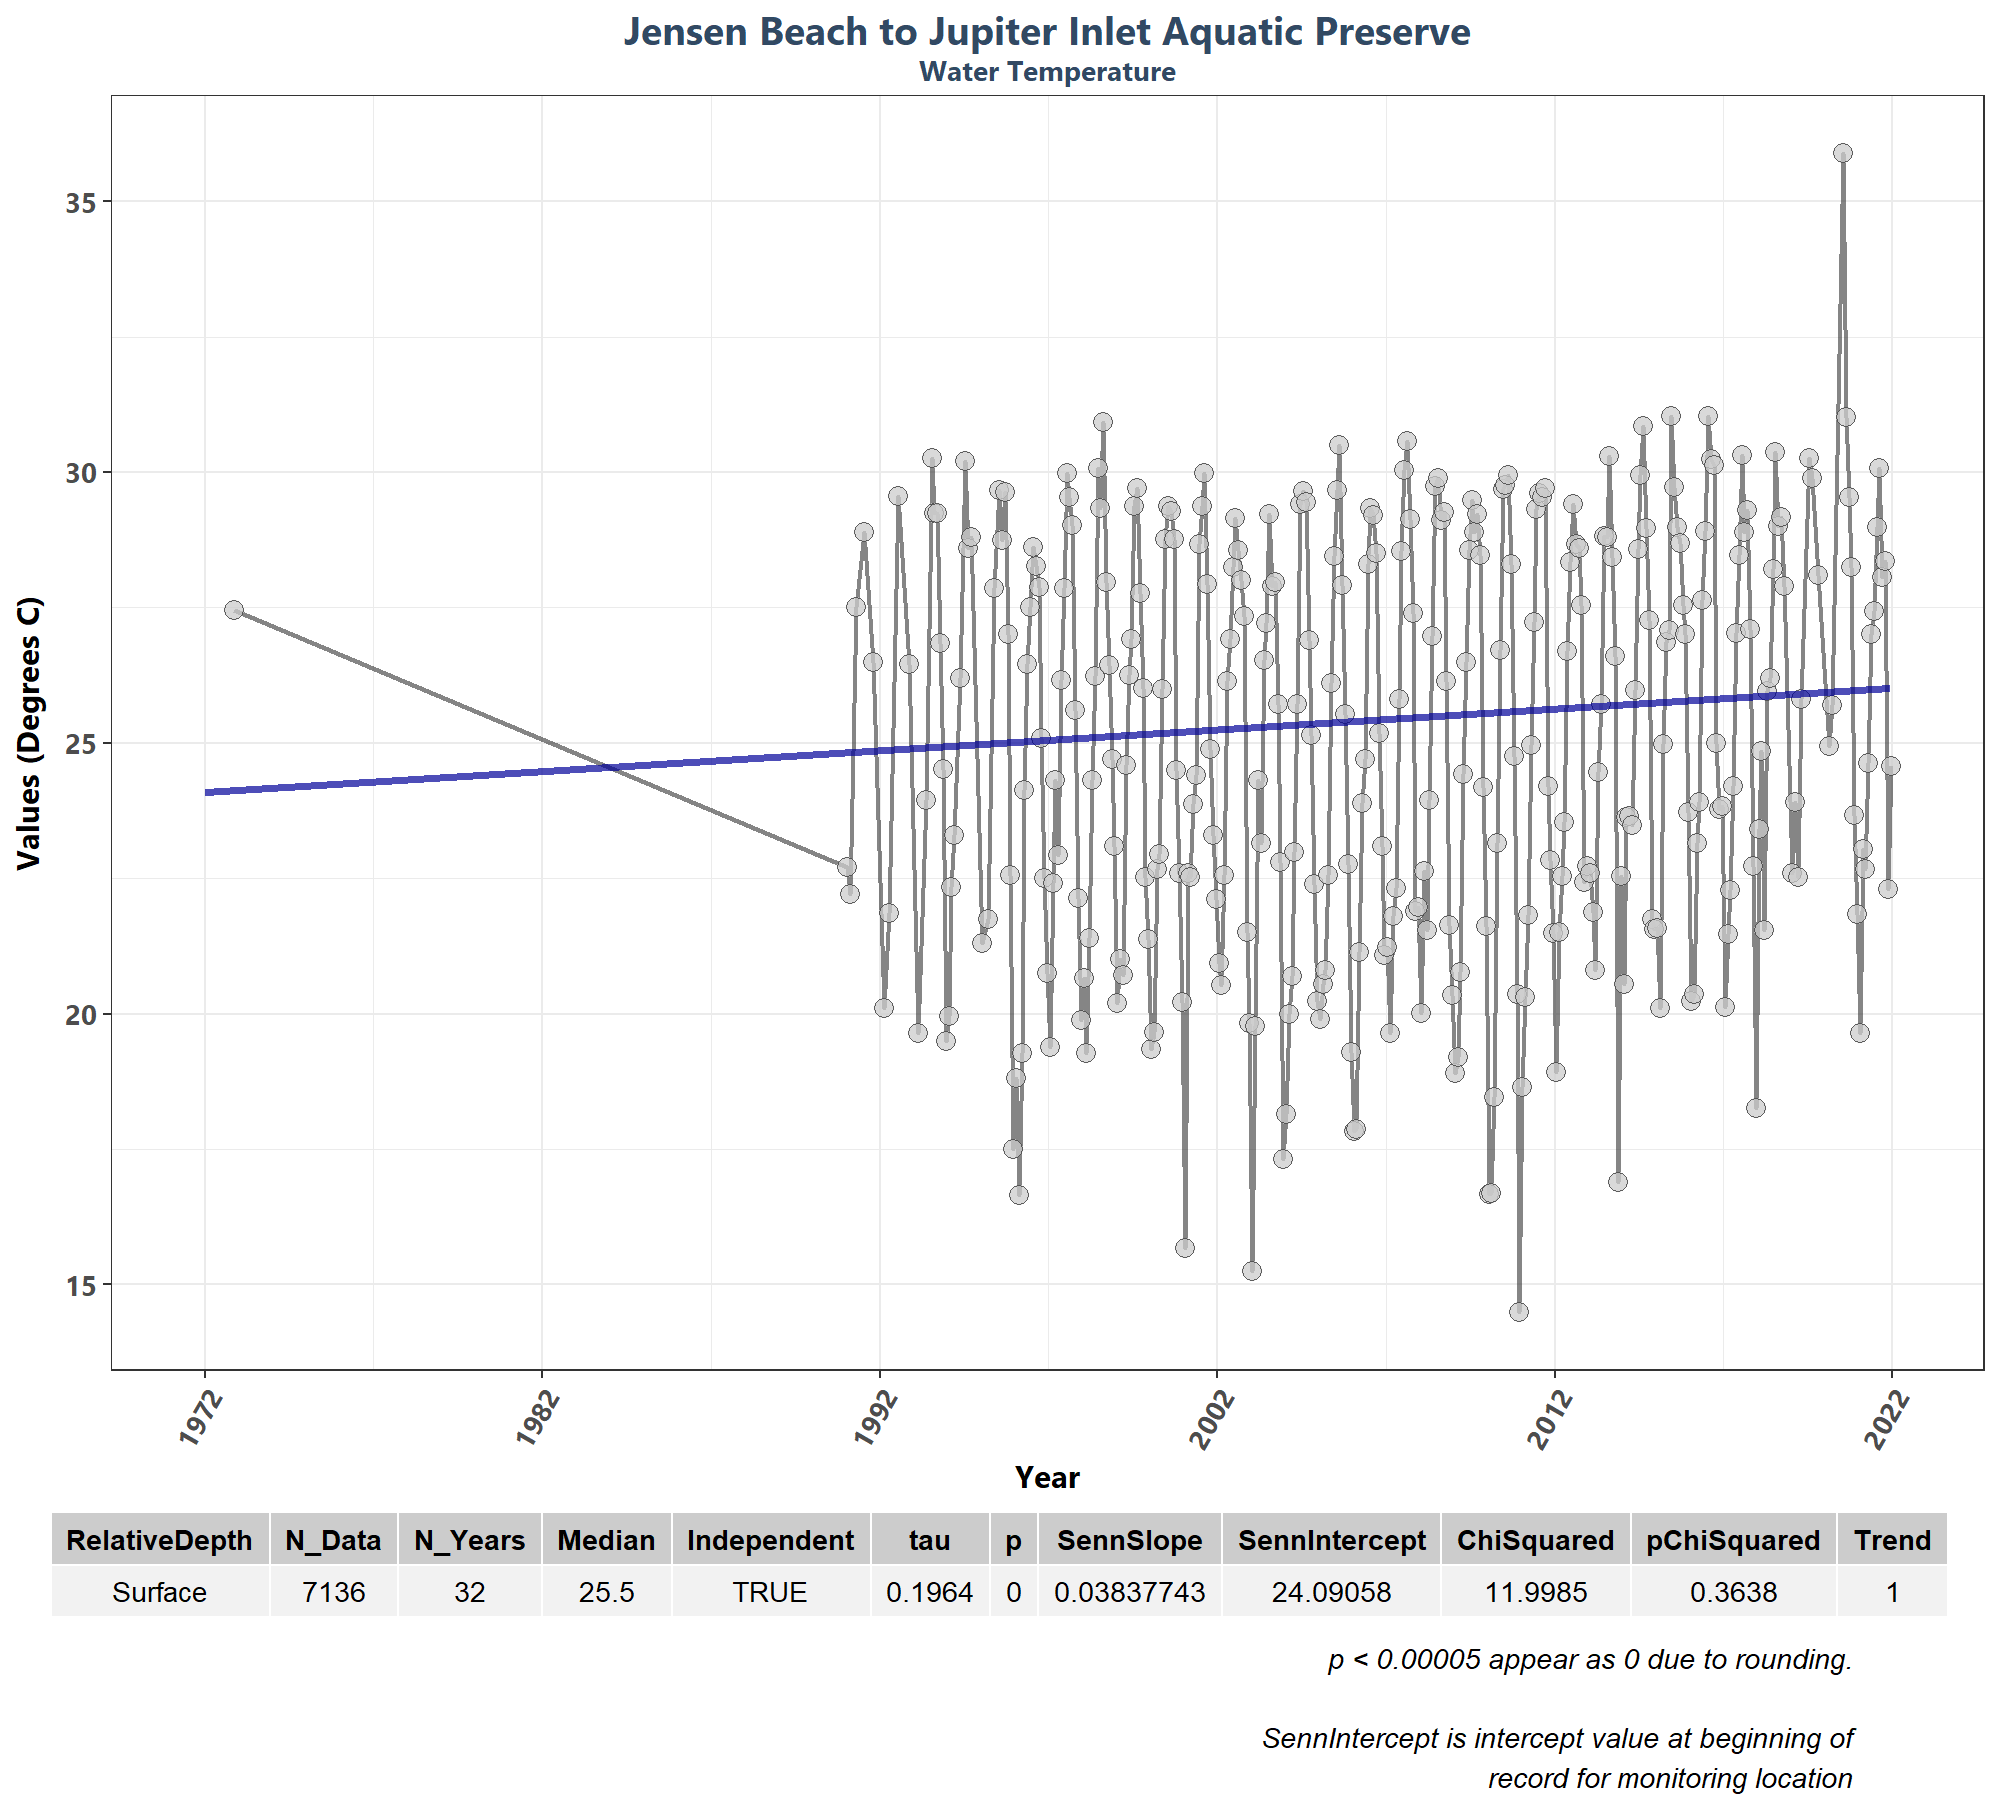 Jensen Beach to Jupiter Inlet Aquatic Preserve
Water Temperature
Values (Degrees C)
35
30
25
20
15
1972
1982
1992
2002
2012
2022
Year
RelativeDepth N_Data N_Years Median Independent tau p SennSlope SennIntercept ChiSquared pChiSquared Trend
Surface 7136 32 25.5 TRUE 0.1964 0 0.03837743 24.09058 11.9985 0.3638 1
p < 0.00005 appear as 0 due to rounding.
SennIntercept is intercept value at beginning of
record for monitoring location